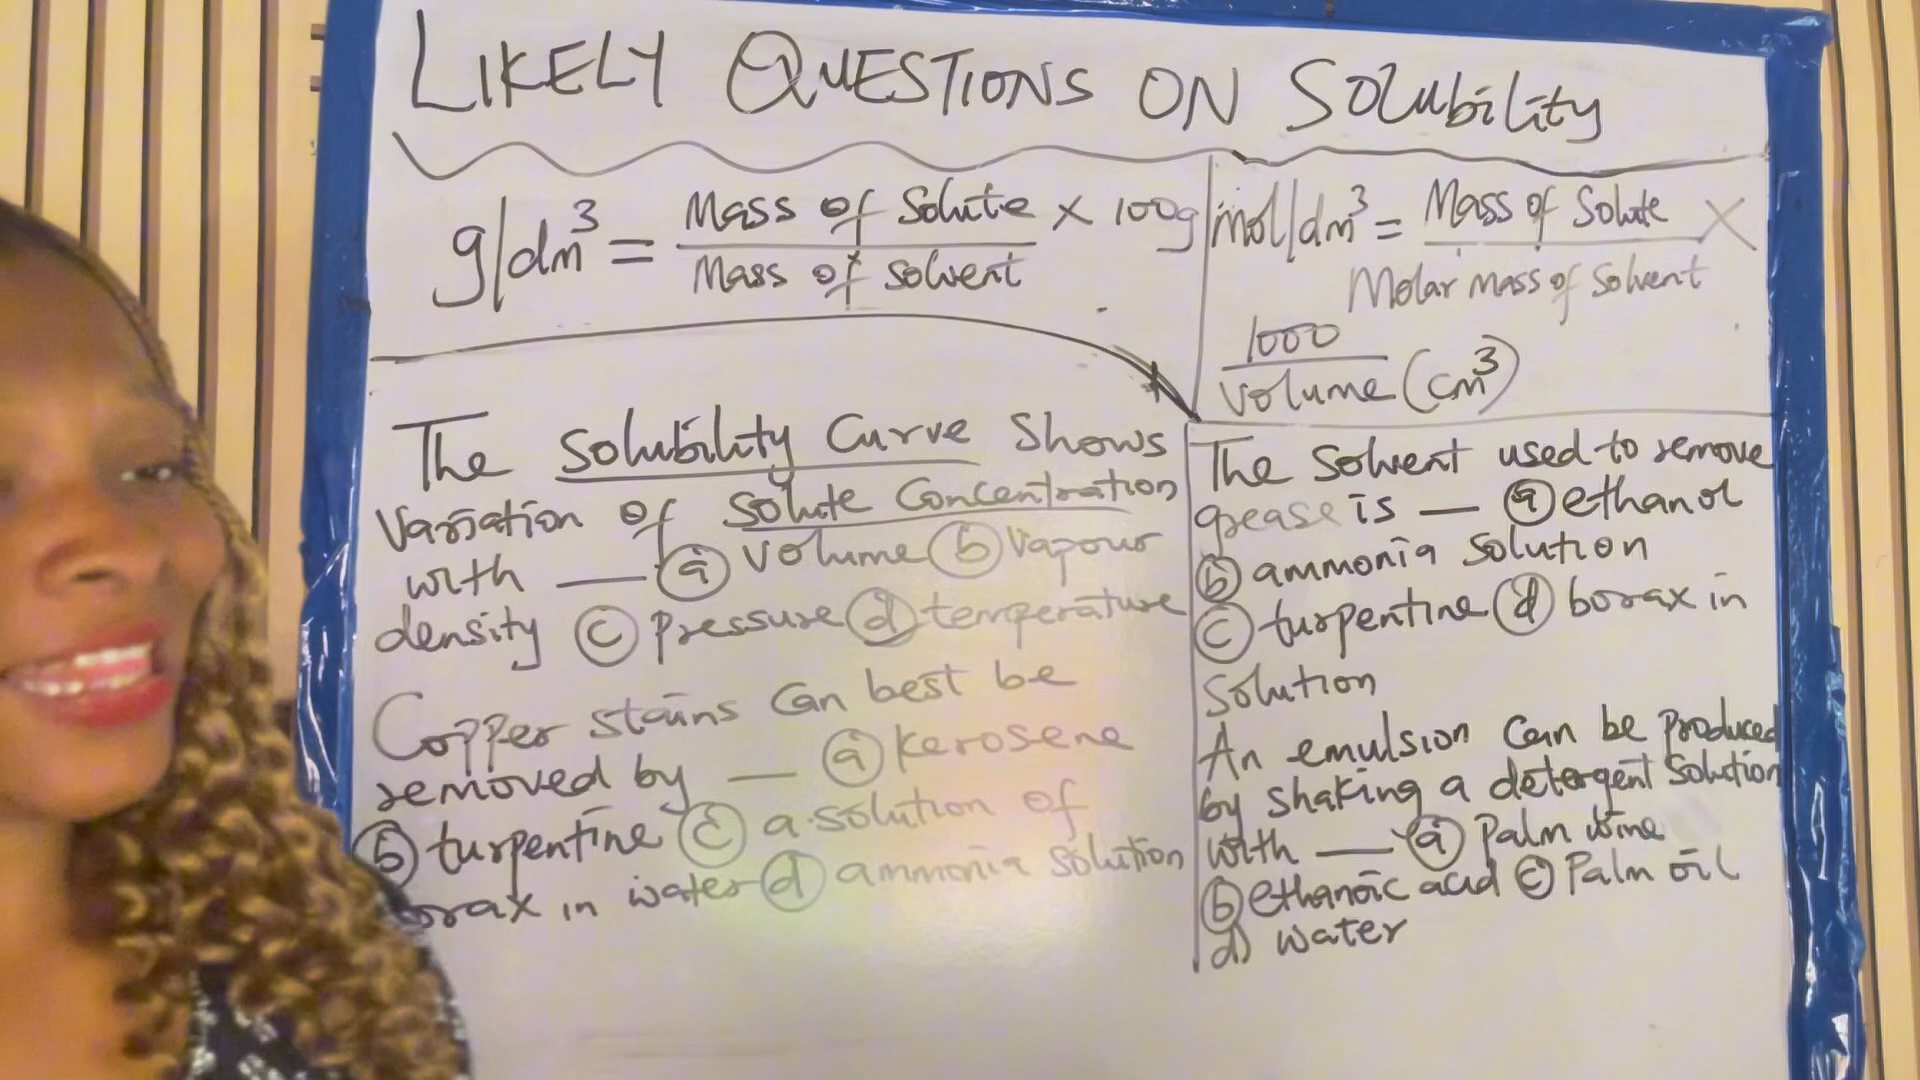 LIKELY QUESTIONS ON Solubility
g/dm³ = Mass of Solute × 100g
Mass of solvent
mol/dm³ = Mass of Solute ×
Molar mass of Solvent
1000
Volume (cm³)
The Solubility Curve Shows
Variation of Solute Concentration
with — (a) Volume (b) Vapour
density (c) Pressure (d) temperature
Copper stains can best be
removed by — (a) Kerosene
(b) turpentine (c) a solution of
borax in water (d) ammonia solution
The Solvent used to remove
grease is — (a) ethanol
(b) ammonia solution
(c) turpentine (d) borax in
Solution
An emulsion can be produced
by shaking a detergent Solution
with — (a) Palm wine
(b) ethanoic acid (c) Palm oil
d) water